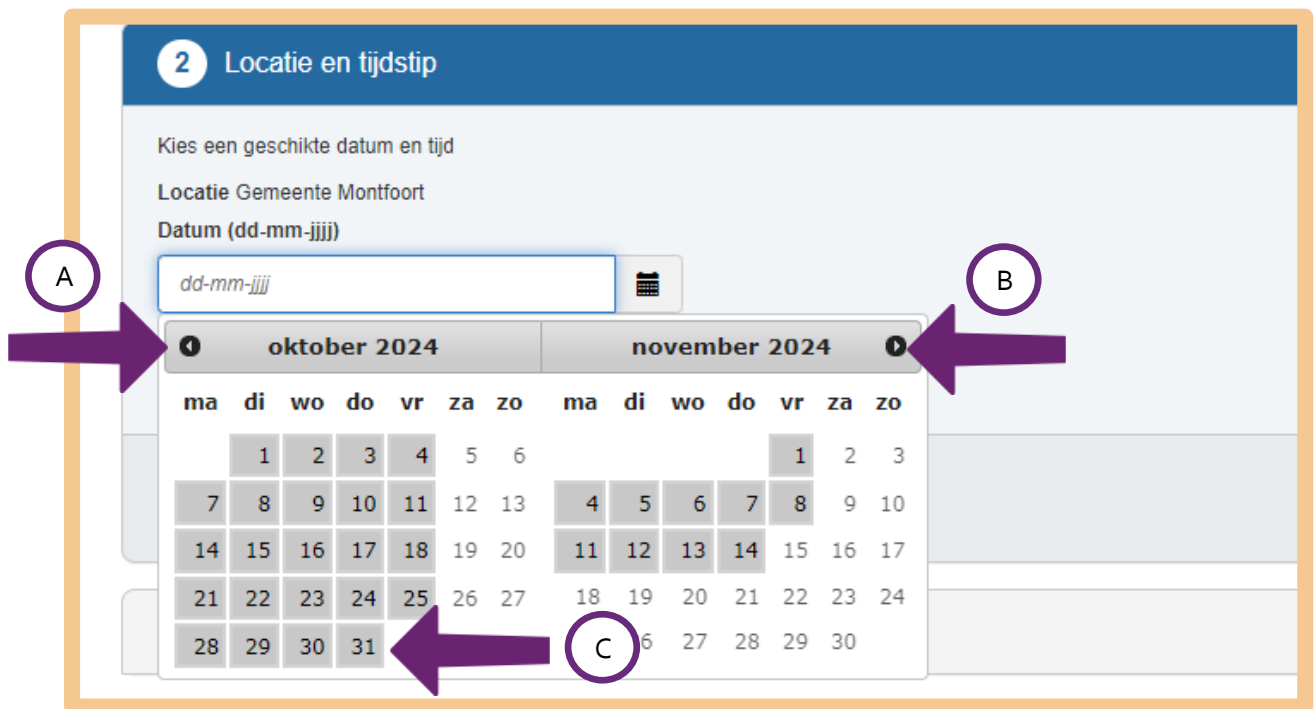 2 Locatie en tijdstip
Kies een geschikte datum en tijd
Locatie Gemeente Montfoort
Datum (dd-mm-jjjj)
A
dd-mm-jjjj
B
oktober 2024 november 2024
ma di wo do vr za zo ma di wo do vr za zo
1 2 3 4 5 6 1 2 3
7 8 9 10 11 12 13 4 5 6 7 8 9 10
14 15 16 17 18 19 20 11 12 13 14 15 16 17
21 22 23 24 25 26 27 18 19 20 21 22 23 24
28 29 30 31 C 6 27 28 29 30